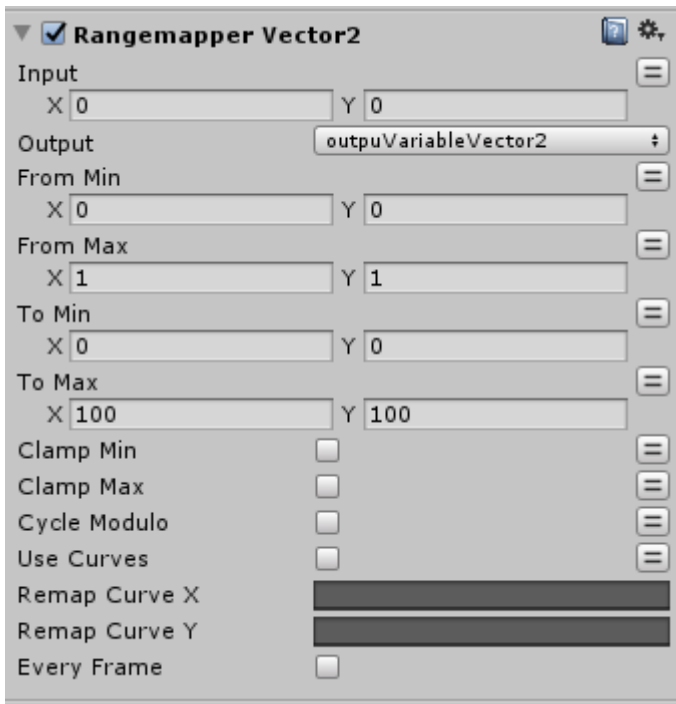 Rangemapper Vector2
Input
X 0 Y 0
Output outpuVariableVector2
From Min
X 0 Y 0
From Max
X 1 Y 1
To Min
X 0 Y 0
To Max
X 100 Y 100
Clamp Min
Clamp Max
Cycle Modulo
Use Curves
Remap Curve X
Remap Curve Y
Every Frame